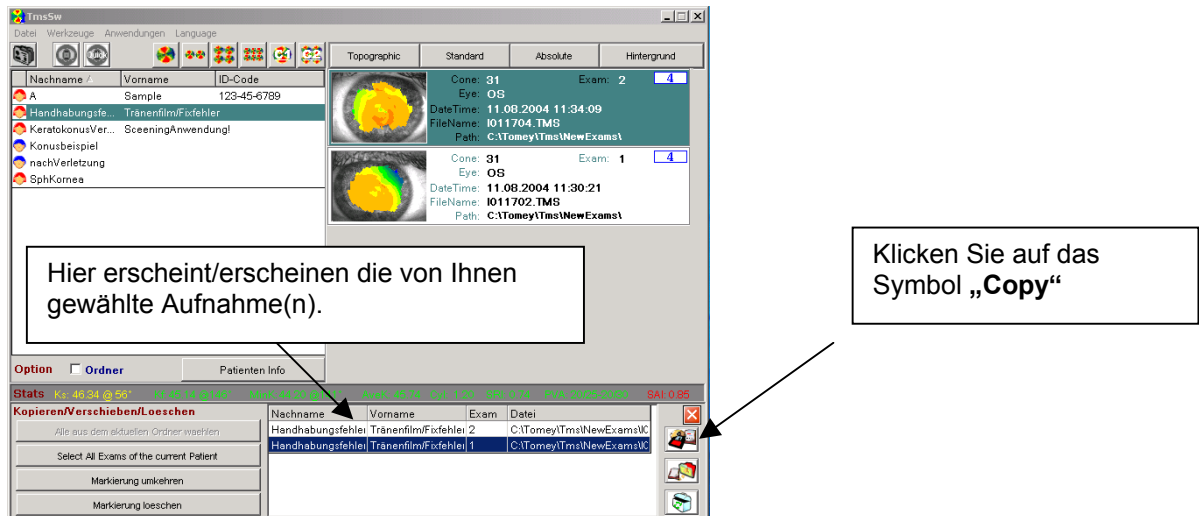 TmsSw
Datei Werkzeuge Anwendungen Language
Topographic Standard Absolute Hintergrund
Nachname Vorname ID-Code
A Sample 123-45-6789
Handhabungsfe... Tränenfilm/Fixfehler
KeratokonusVer... SceeningAnwendung!
Konusbeispiel
nachVerletzung
SphKornea
Cone: 31 Exam: 2 4
Eye: OS
DateTime: 11.08.2004 11:34:09
FileName: I011704.TMS
Path: C:\Tomey\Tms\NewExams\
Cone: 31 Exam: 1 4
Eye: OS
DateTime: 11.08.2004 11:30:21
FileName: I011702.TMS
Path: C:\Tomey\Tms\NewExams\
Hier erscheint/erscheinen die von Ihnen
gewählte Aufnahme(n).
Klicken Sie auf das
Symbol „Copy“
Option Ordner Patienten Info
Stats Ks: 46.34 @ 56° SAI: 0.85
Kopieren/Verschieben/Loeschen
Alle aus dem aktuellen Ordner waehlen
Select All Exams of the current Patient
Markierung umkehren
Markierung loeschen
Nachname Vorname Exam Datei
Handhabungsfehler Tränenfilm/Fixfehler 2 C:\Tomey\Tms\NewExams\IC
Handhabungsfehler Tränenfilm/Fixfehler 1 C:\Tomey\Tms\NewExams\IC